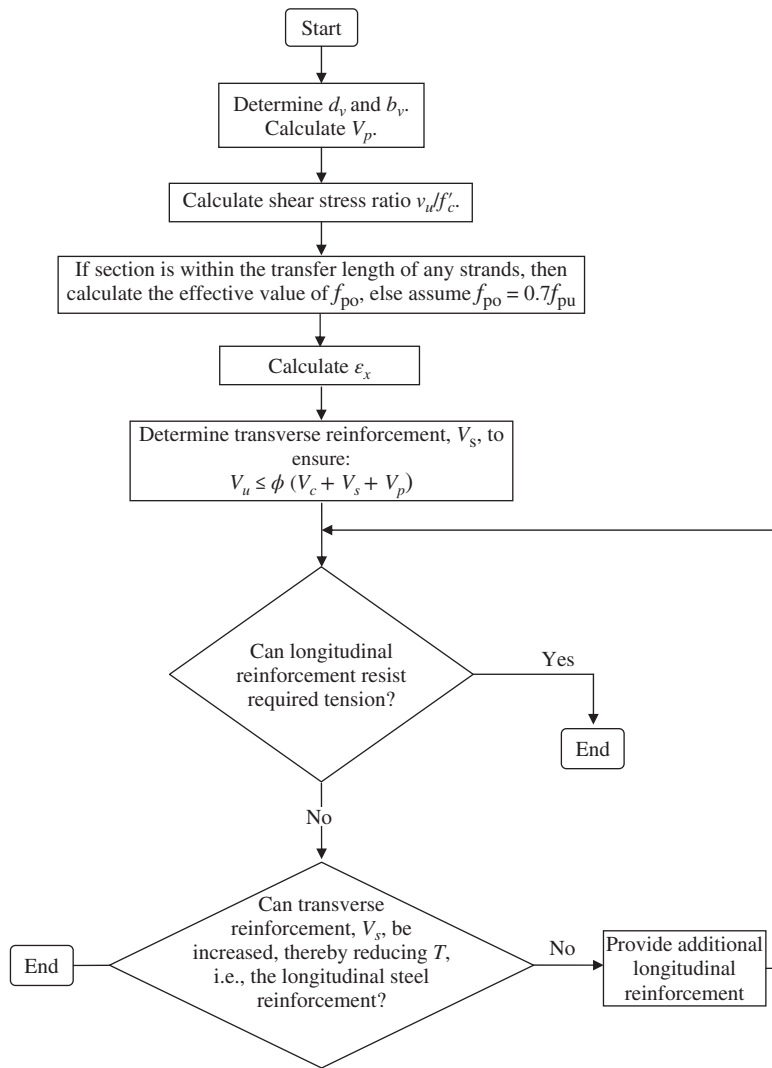 Start
Determine d_v and b_v.
Calculate V_p.
Calculate shear stress ratio v_u/f′_c.
If section is within the transfer length of any strands, then
calculate the effective value of f_po, else assume f_po = 0.7f_pu
Calculate ε_x
Determine transverse reinforcement, V_s, to
ensure:
V_u ≤ ϕ (V_c + V_s + V_p)
Can longitudinal
reinforcement resist
required tension?
Yes
End
No
Can transverse
reinforcement, V_s, be
increased, thereby reducing T,
i.e., the longitudinal steel
reinforcement?
End
No
Provide additional
longitudinal
reinforcement